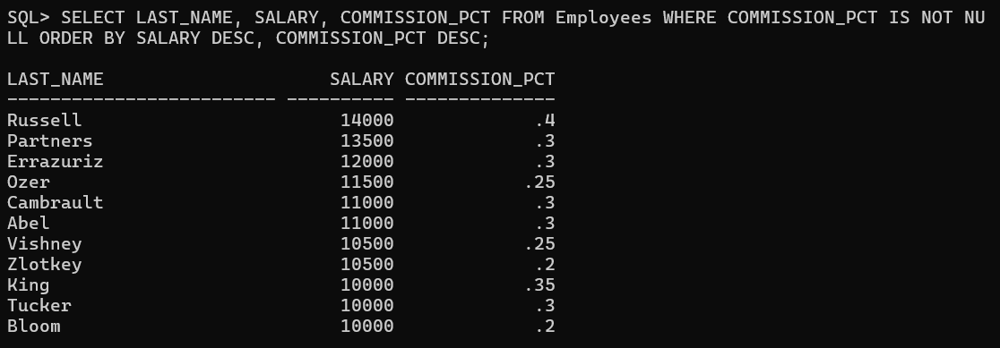 SQL> SELECT LAST_NAME, SALARY, COMMISSION_PCT FROM Employees WHERE COMMISSION_PCT IS NOT NU
LL ORDER BY SALARY DESC, COMMISSION_PCT DESC;
LAST_NAME SALARY COMMISSION_PCT
------------------------- ---------- --------------
Russell 14000 .4
Partners 13500 .3
Errazuriz 12000 .3
Ozer 11500 .25
Cambrault 11000 .3
Abel 11000 .3
Vishney 10500 .25
Zlotkey 10500 .2
King 10000 .35
Tucker 10000 .3
Bloom 10000 .2